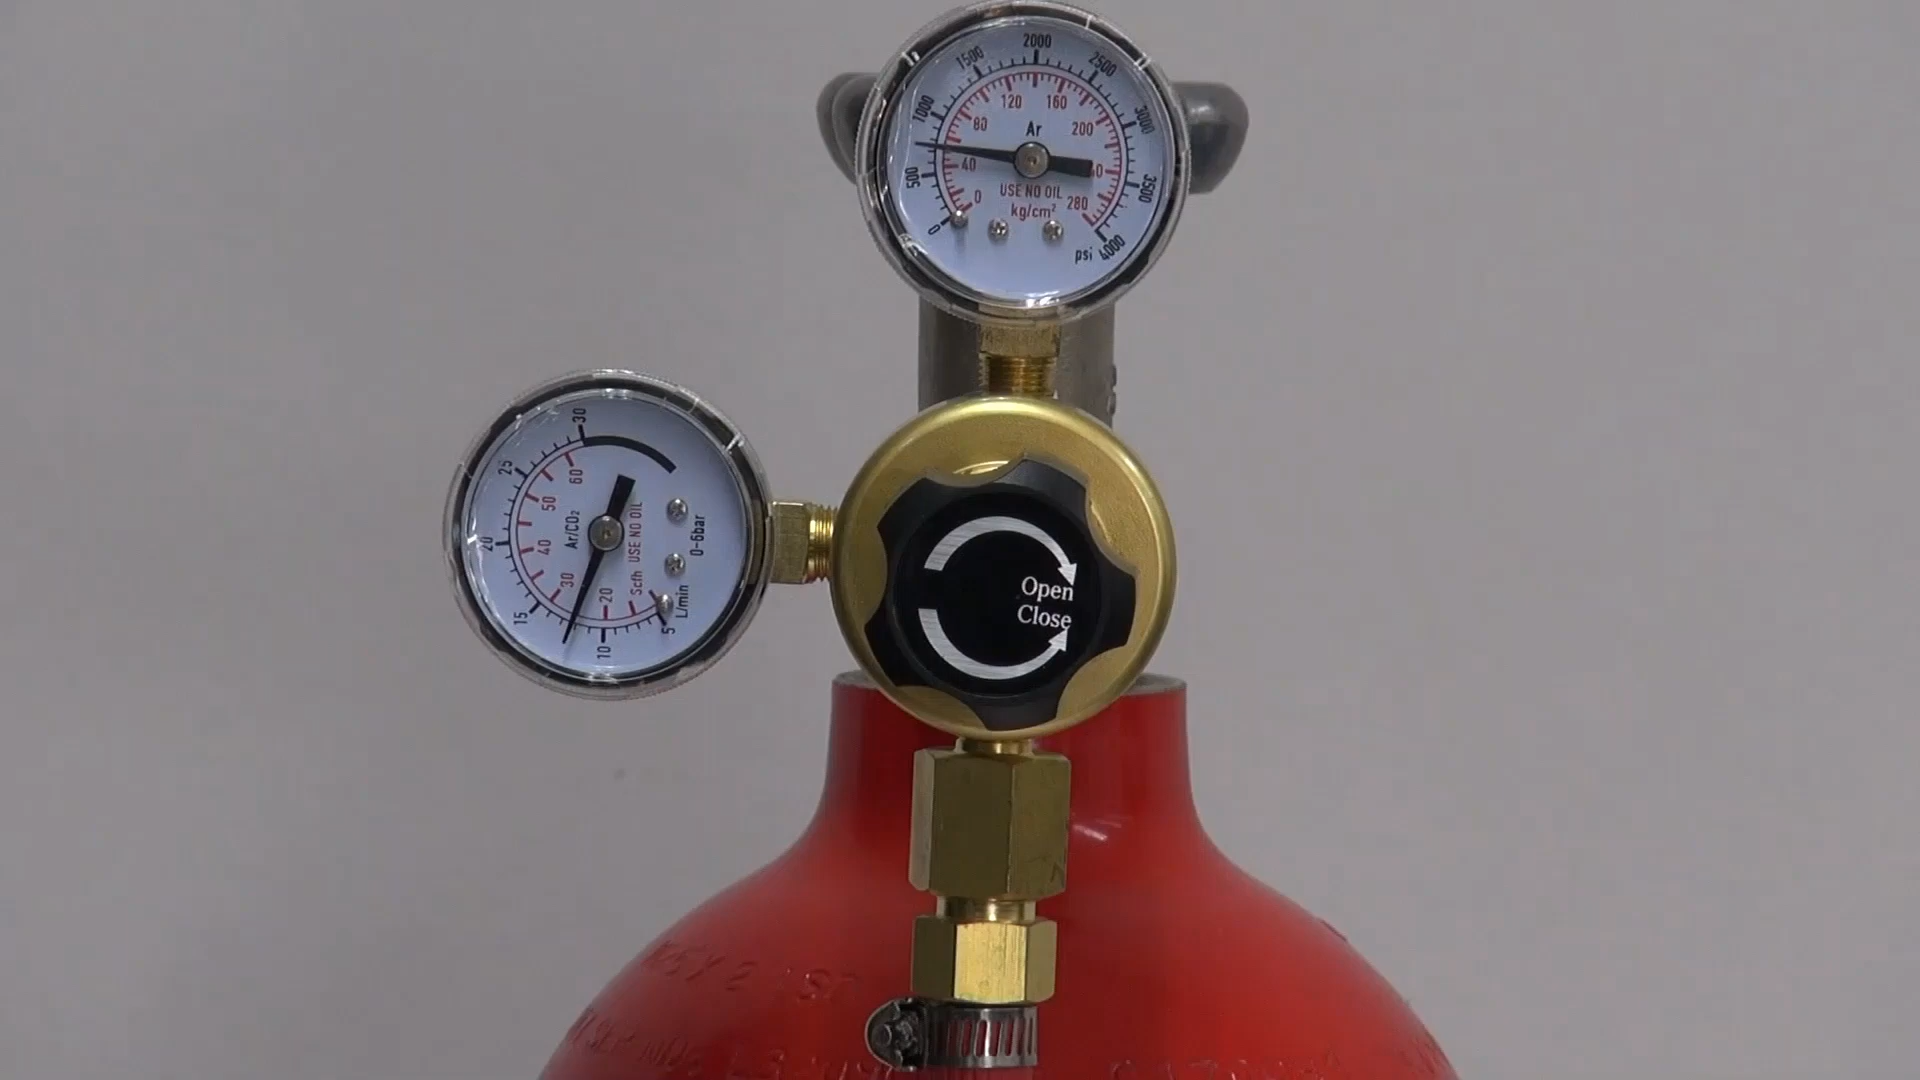 0
500
1000
1500
2000
2500
3000
3500
4000
psi
0
40
80
120
160
200
280
Ar
USE NO OIL
kg/cm²
5
10
15
20
25
30
L/min
20
30
40
50
60
Scfh
Ar/CO₂
USE NO OIL
0-6bar
Open
Close